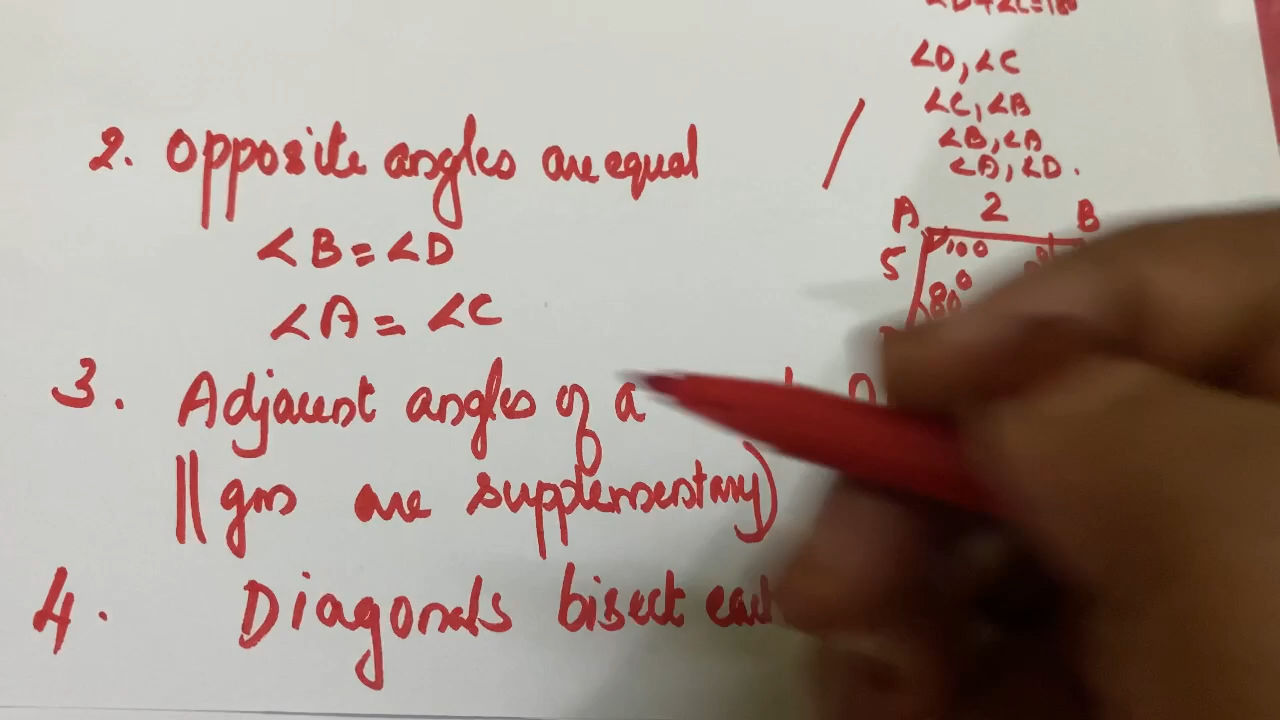 ∠D+∠C=180
∠D, ∠C
∠C, ∠B
∠B, ∠A
∠A, ∠D.
2. Opposite angles are equal
∠B = ∠D
∠A = ∠C
A 2 B
5 100
80°
3. Adjacent angles of a
||gm are supplementary)
4. Diagonals bisect